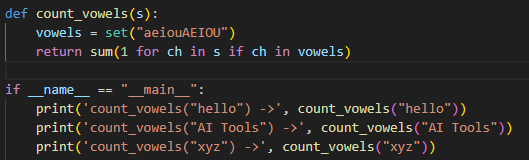 def count_vowels(s):
    vowels = set("aeiouAEIOU")
    return sum(1 for ch in s if ch in vowels)

if __name__ == "__main__":
    print('count_vowels("hello") ->', count_vowels("hello"))
    print('count_vowels("AI Tools") ->', count_vowels("AI Tools"))
    print('count_vowels("xyz") ->', count_vowels("xyz"))